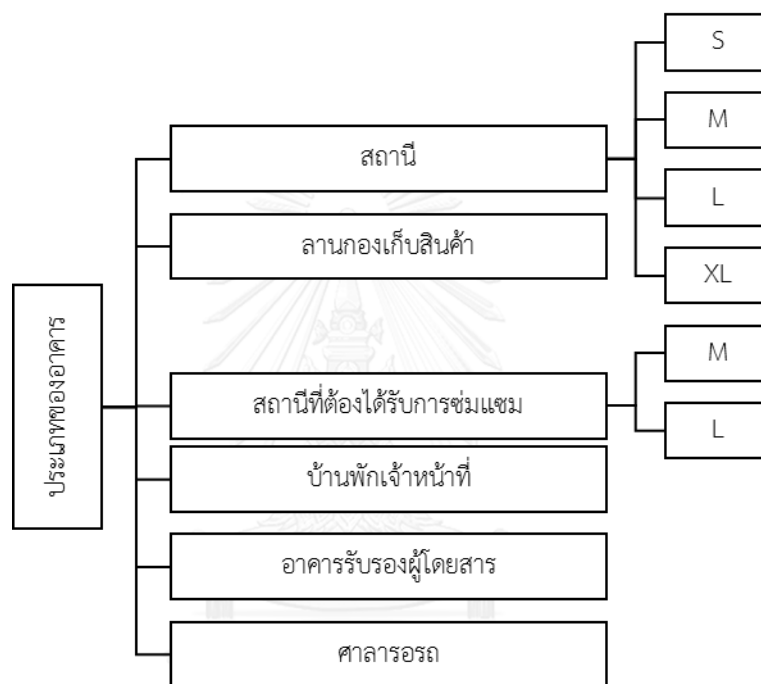 ประเภทของอาคาร
สถานี
S
M
L
XL
ลานกองเก็บสินค้า
สถานีที่ต้องได้รับการซ่มแซม
M
L
บ้านพักเจ้าหน้าที่
อาคารรับรองผู้โดยสาร
ศาลารอรถ